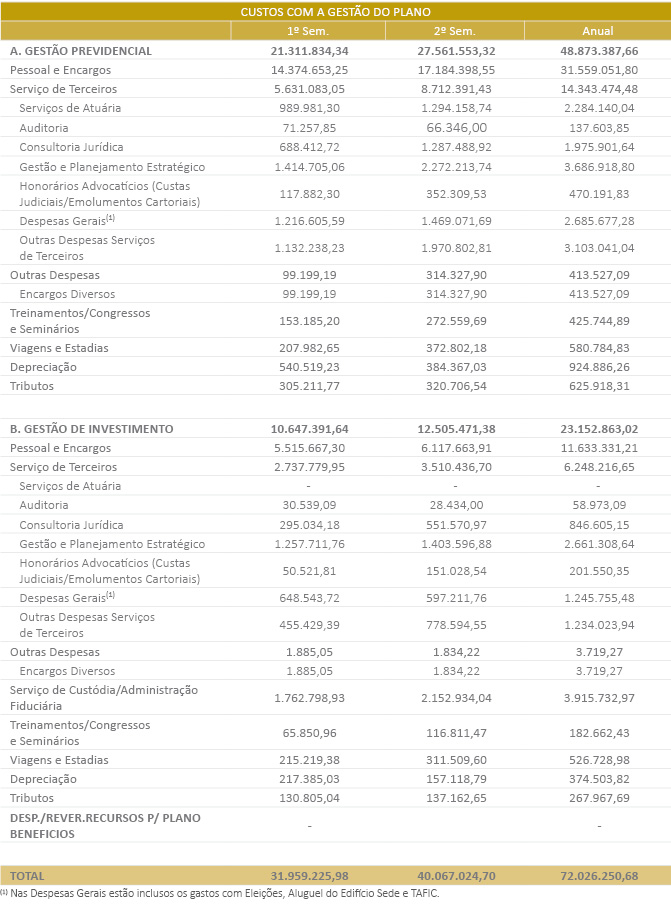 CUSTOS COM A GESTÃO DO PLANO
1º Sem. 2º Sem. Anual
A. GESTÃO PREVIDENCIAL 21.311.834,34 27.561.553,32 48.873.387,66
Pessoal e Encargos 14.374.653,25 17.184.398,55 31.559.051,80
Serviço de Terceiros 5.631.083,05 8.712.391,43 14.343.474,48
Serviços de Atuária 989.981,30 1.294.158,74 2.284.140,04
Auditoria 71.257,85 66.346,00 137.603,85
Consultoria Jurídica 688.412,72 1.287.488,92 1.975.901,64
Gestão e Planejamento Estratégico 1.414.705,06 2.272.213,74 3.686.918,80
Honorários Advocatícios (Custas
Judiciais/Emolumentos Cartoriais) 117.882,30 352.309,53 470.191,83
Despesas Gerais(1) 1.216.605,59 1.469.071,69 2.685.677,28
Outras Despesas Serviços
de Terceiros 1.132.238,23 1.970.802,81 3.103.041,04
Outras Despesas 99.199,19 314.327,90 413.527,09
Encargos Diversos 99.199,19 314.327,90 413.527,09
Treinamentos/Congressos
e Seminários 153.185,20 272.559,69 425.744,89
Viagens e Estadias 207.982,65 372.802,18 580.784,83
Depreciação 540.519,23 384.367,03 924.886,26
Tributos 305.211,77 320.706,54 625.918,31
B. GESTÃO DE INVESTIMENTO 10.647.391,64 12.505.471,38 23.152.863,02
Pessoal e Encargos 5.515.667,30 6.117.663,91 11.633.331,21
Serviço de Terceiros 2.737.779,95 3.510.436,70 6.248.216,65
Serviços de Atuária - - -
Auditoria 30.539,09 28.434,00 58.973,09
Consultoria Jurídica 295.034,18 551.570,97 846.605,15
Gestão e Planejamento Estratégico 1.257.711,76 1.403.596,88 2.661.308,64
Honorários Advocatícios (Custas
Judiciais/Emolumentos Cartoriais) 50.521,81 151.028,54 201.550,35
Despesas Gerais(1) 648.543,72 597.211,76 1.245.755,48
Outras Despesas Serviços
de Terceiros 455.429,39 778.594,55 1.234.023,94
Outras Despesas 1.885,05 1.834,22 3.719,27
Encargos Diversos 1.885,05 1.834,22 3.719,27
Serviço de Custódia/Administração
Fiduciária 1.762.798,93 2.152.934,04 3.915.732,97
Treinamentos/Congressos
e Seminários 65.850,96 116.811,47 182.662,43
Viagens e Estadias 215.219,38 311.509,60 526.728,98
Depreciação 217.385,03 157.118,79 374.503,82
Tributos 130.805,04 137.162,65 267.967,69
DESP./REVER.RECURSOS P/ PLANO
BENEFICIOS - -
TOTAL 31.959.225,98 40.067.024,70 72.026.250,68
(1) Nas Despesas Gerais estão inclusos os gastos com Eleições, Aluguel do Edifício Sede e TAFIC.